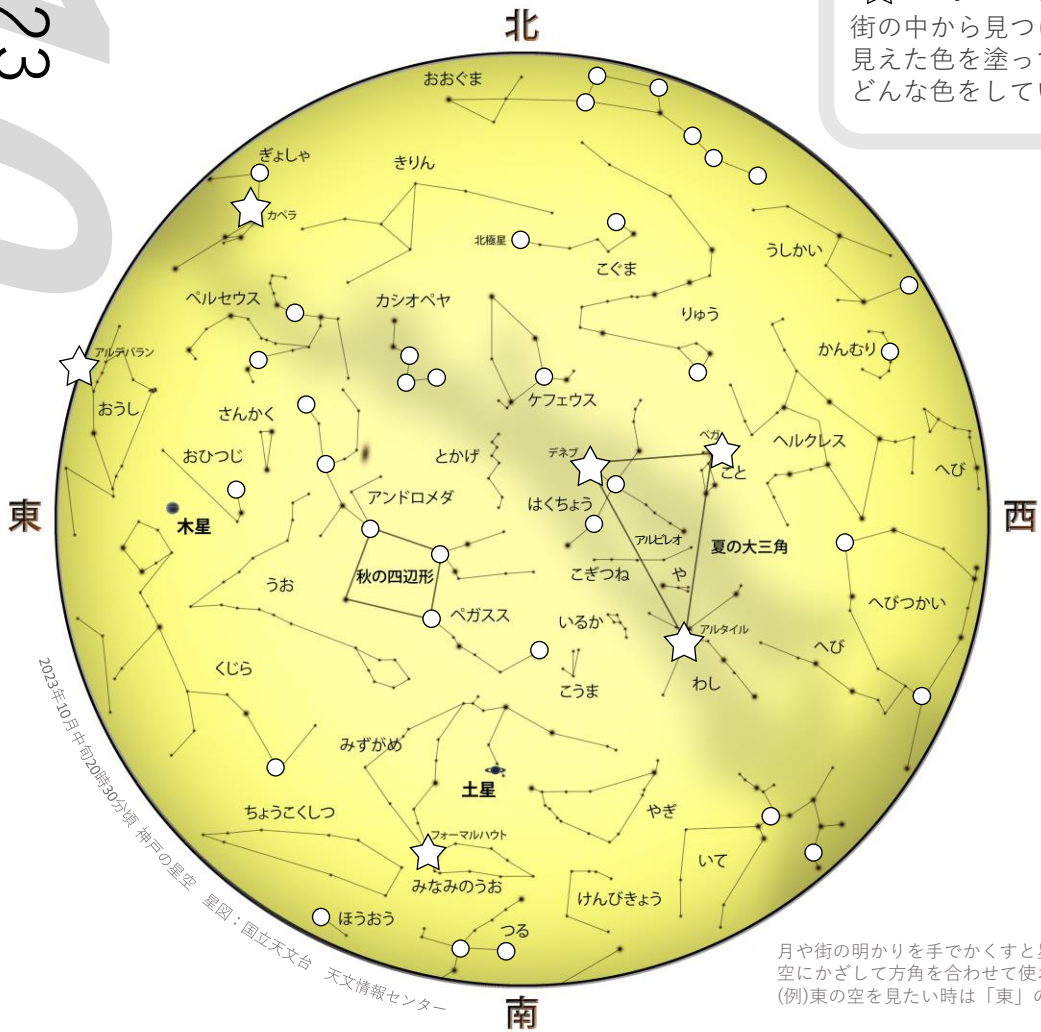 北
23
10
街の中から見つ
見えた色を塗って
どんな色をしてい
おおぐま
ぎょしゃ
きりん
カペラ
北極星
こぐま
うしかい
ペルセウス
カシオペヤ
りゅう
かんむり
アルデバラン
おうし
さんかく
ケフェウス
ベガ
ヘルクレス
おひつじ
とかげ
デネブ
こと
へび
アンドロメダ
はくちょう
東
木星
アルビレオ
夏の大三角
西
うお
秋の四辺形
こぎつね
や
へびつかい
ペガスス
いるか
アルタイル
へび
くじら
こうま
わし
みずがめ
土星
やぎ
ちょうこくしつ
フォーマルハウト
いて
みなみのうお
けんびきょう
ほうおう
つる
2023年10月中旬20時30分頃 神戸の星空 星図：国立天文台 天文情報センター
月や街の明かりを手でかくすと
空にかざして方角を合わせて使
(例)東の空を見たい時は「東」の
南